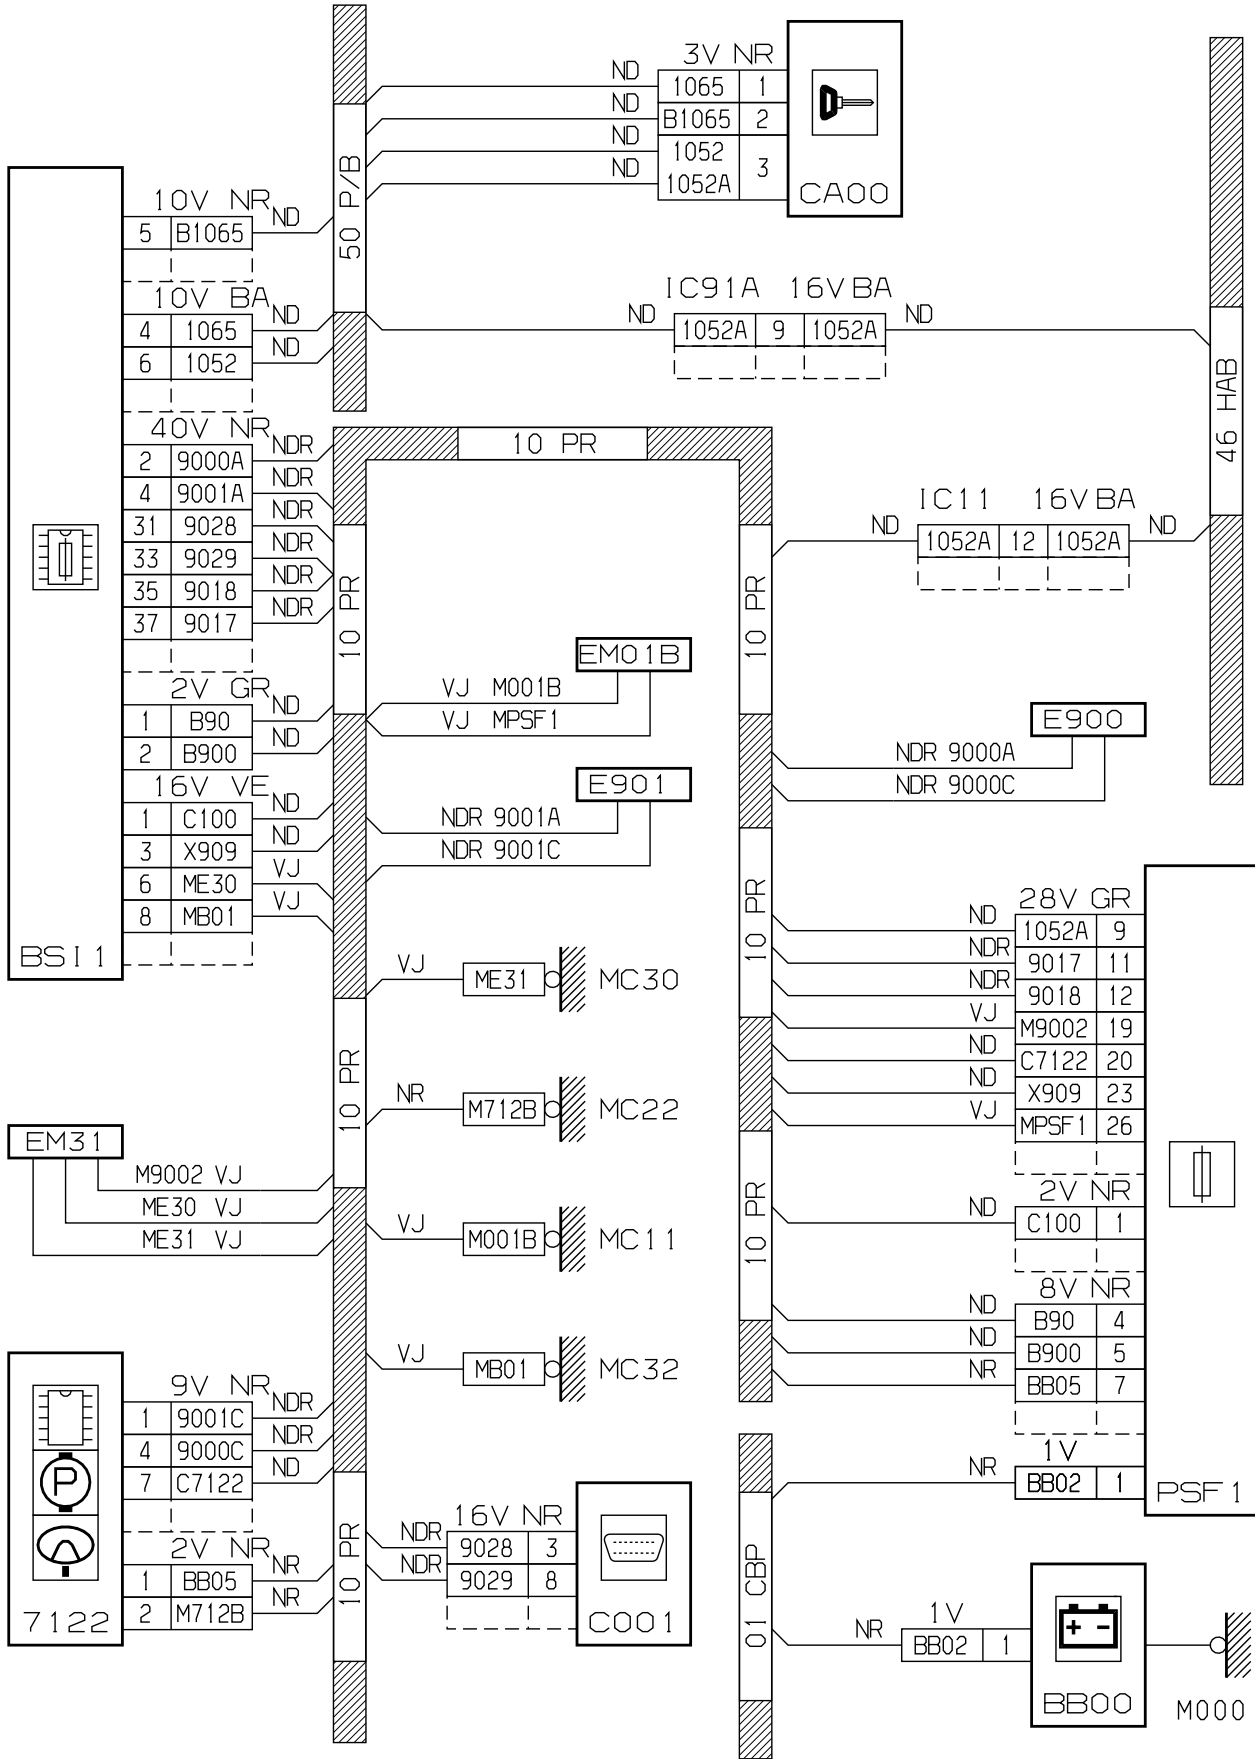 3V NR
ND 1065 1
ND B1065 2
ND 1052 3
ND 1052A
CA00
50 P/B
10V NR
5 B1065 ND
10V BA
4 1065 ND
6 1052 ND
IC91A 16V BA
ND 1052A 9 1052A ND
46 HAB
40V NR
2 9000A NDR
4 9001A NDR
31 9028 NDR
33 9029 NDR
35 9018 NDR
37 9017 NDR
10 PR
10 PR
10 PR
IC11 16V BA
ND 1052A 12 1052A ND
2V GR
1 B90 ND
2 B900 ND
16V VE
1 C100 ND
3 X909 ND
6 ME30 VJ
8 MB01 VJ
BSI1
EM01B
VJ M001B
VJ MPSF1
E901
NDR 9001A
NDR 9001C
E900
NDR 9000A
NDR 9000C
10 PR
28V GR
ND 1052A 9
NDR 9017 11
NDR 9018 12
VJ M9002 19
ND C7122 20
ND X909 23
VJ MPSF1 26
VJ ME31 MC30
10 PR
NR M712B MC22
EM31
M9002 VJ
ME30 VJ
ME31 VJ
VJ M001B MC11
10 PR
2V NR
ND C100 1
8V NR
ND B90 4
ND B900 5
NR BB05 7
VJ MB01 MC32
9V NR
1 9001C NDR
4 9000C NDR
7 C7122 ND
2V NR
1 BB05 NR
2 M712B NR
7122
10 PR
16V NR
NDR 9028 3
NDR 9029 8
C001
1V
NR BB02 1
PSF1
01 CBP
1V
NR BB02 1
BB00
+ -
M000
P